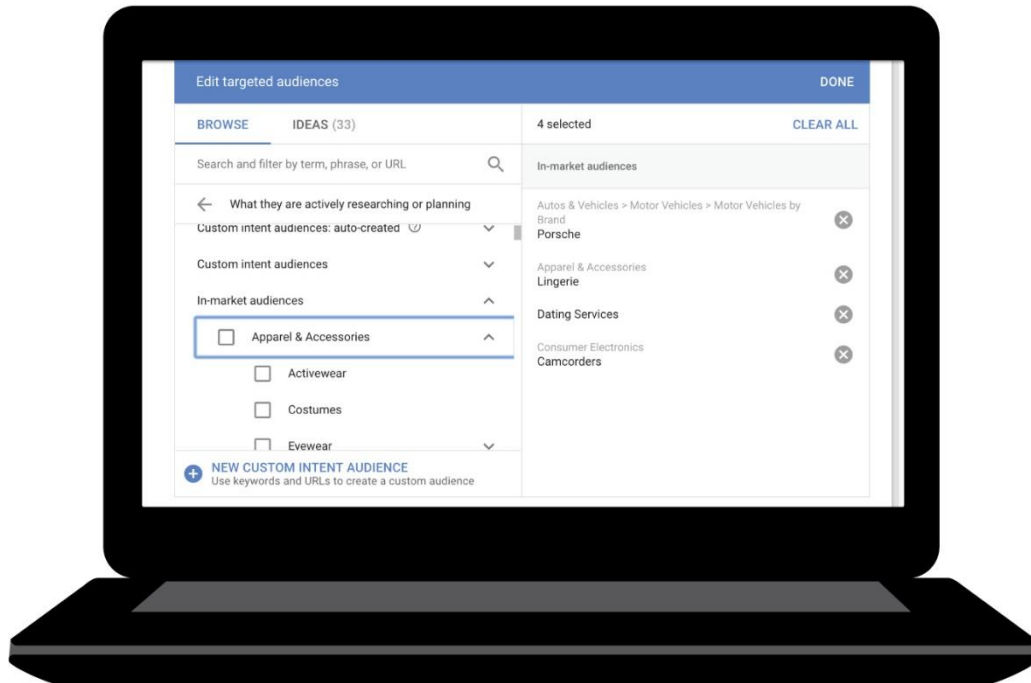 Edit targeted audiences
DONE
BROWSE
IDEAS (33)
4 selected
CLEAR ALL
Search and filter by term, phrase, or URL
In-market audiences
What they are actively researching or planning
Custom intent audiences: auto-created
Custom intent audiences
In-market audiences
Apparel & Accessories
Activewear
Costumes
Eyewear
NEW CUSTOM INTENT AUDIENCE
Use keywords and URLs to create a custom audience
Autos & Vehicles > Motor Vehicles > Motor Vehicles by
Brand
Porsche
Apparel & Accessories
Lingerie
Dating Services
Consumer Electronics
Camcorders